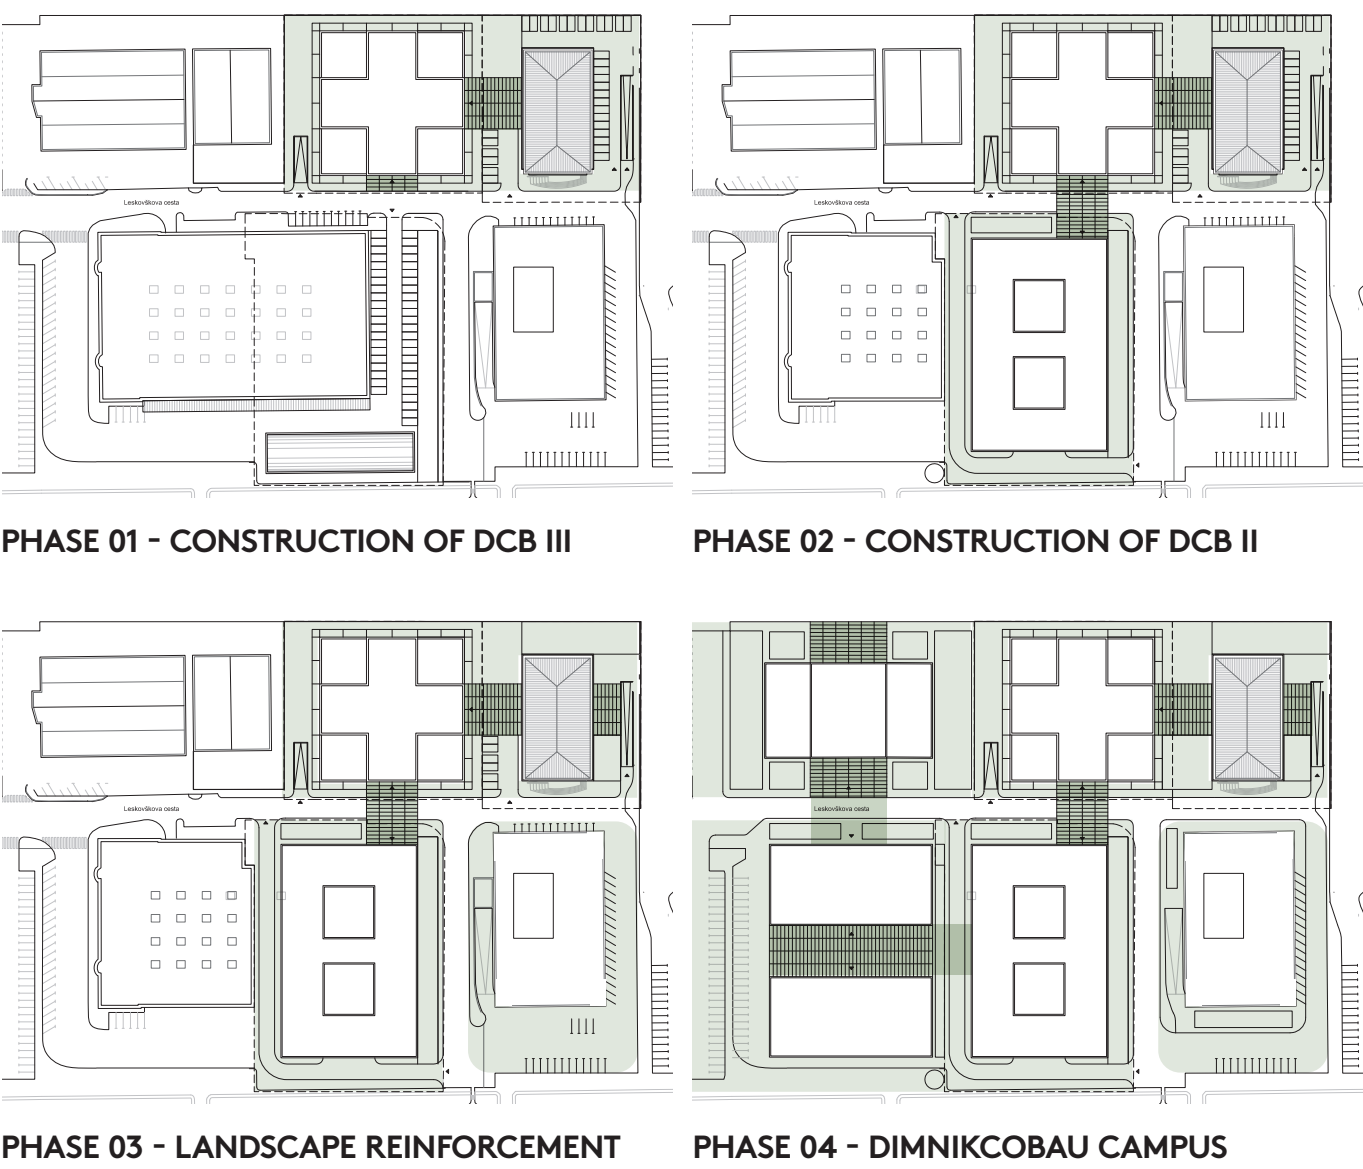 Leskovškova cesta
Leskovškova cesta
PHASE 01 - CONSTRUCTION OF DCB III
PHASE 02 - CONSTRUCTION OF DCB II
Leskovškova cesta
Leskovškova cesta
PHASE 03 - LANDSCAPE REINFORCEMENT
PHASE 04 - DIMNIKCOBAU CAMPUS